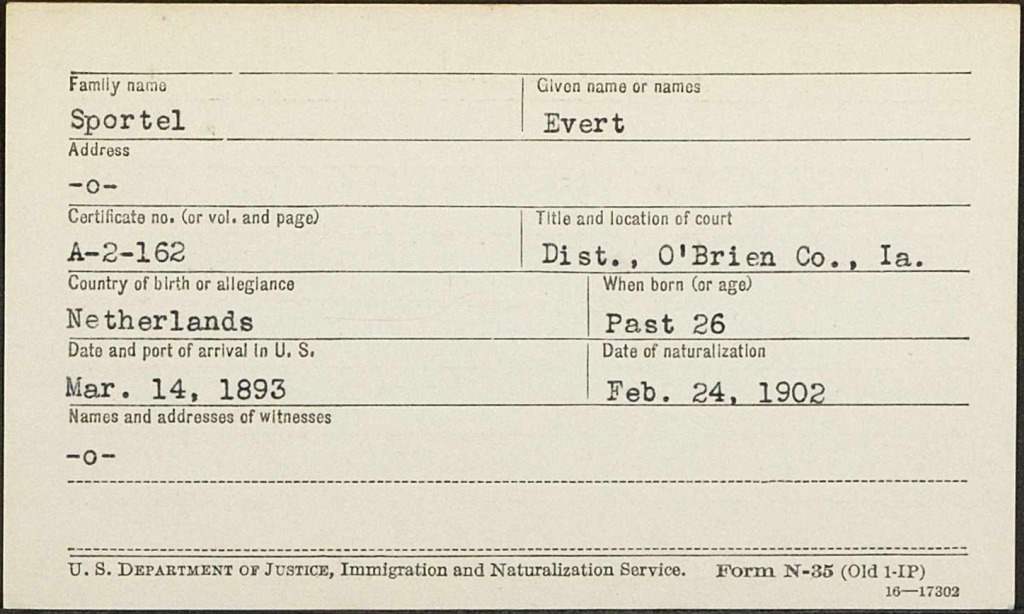 Family name Given name or names
Sportel Evert
Address
-o-
Certificate no. (or vol. and page) Title and location of court
A-2-162 Dist., O'Brien Co., Ia.
Country of birth or allegiance When born (or age)
Netherlands Past 26
Date and port of arrival in U. S. Date of naturalization
Mar. 14, 1893 Feb. 24, 1902
Names and addresses of witnesses
-o-
U. S. DEPARTMENT OF JUSTICE, Immigration and Naturalization Service. Form N-35 (Old 1-IP)
16—17302